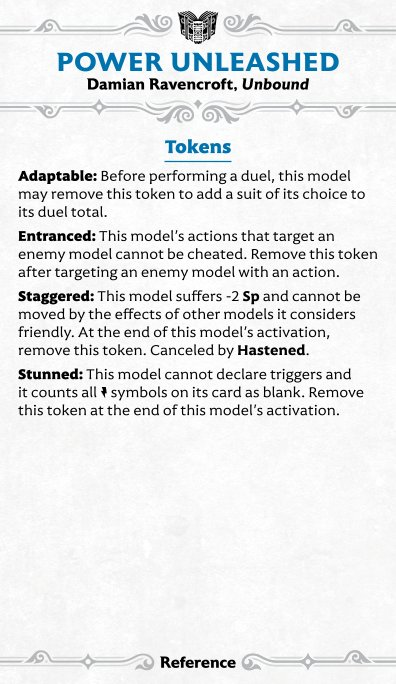 POWER UNLEASHED
Damian Ravencroft, Unbound
Tokens
Adaptable: Before performing a duel, this model
may remove this token to add a suit of its choice to
its duel total.
Entranced: This model's actions that target an
enemy model cannot be cheated. Remove this token
after targeting an enemy model with an action.
Staggered: This model suffers -2 Sp and cannot be
moved by the effects of other models it considers
friendly. At the end of this model's activation,
remove this token. Canceled by Hastened.
Stunned: This model cannot declare triggers and
it counts all symbols on its card as blank. Remove
this token at the end of this model's activation.
Reference